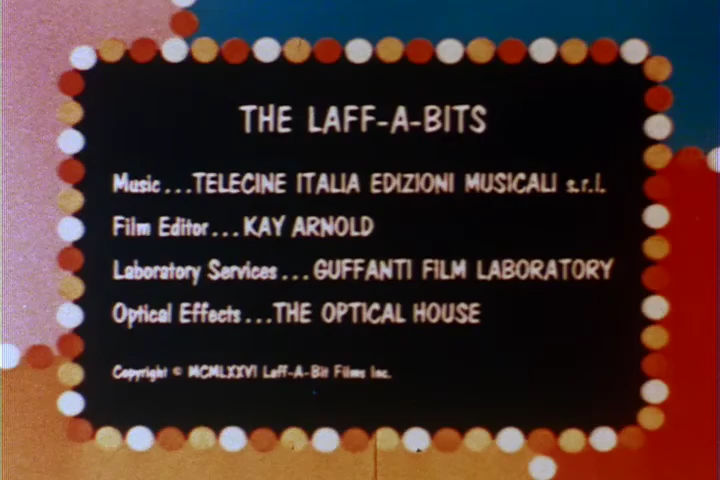 THE LAFF-A-BITS
Music...TELECINE ITALIA EDIZIONI MUSICALI s.r.l.
Film Editor...KAY ARNOLD
Laboratory Services...GUFFANTI FILM LABORATORY
Optical Effects...THE OPTICAL HOUSE
Copyright © MCMLXXVI Laff-A-Bit Films Inc.